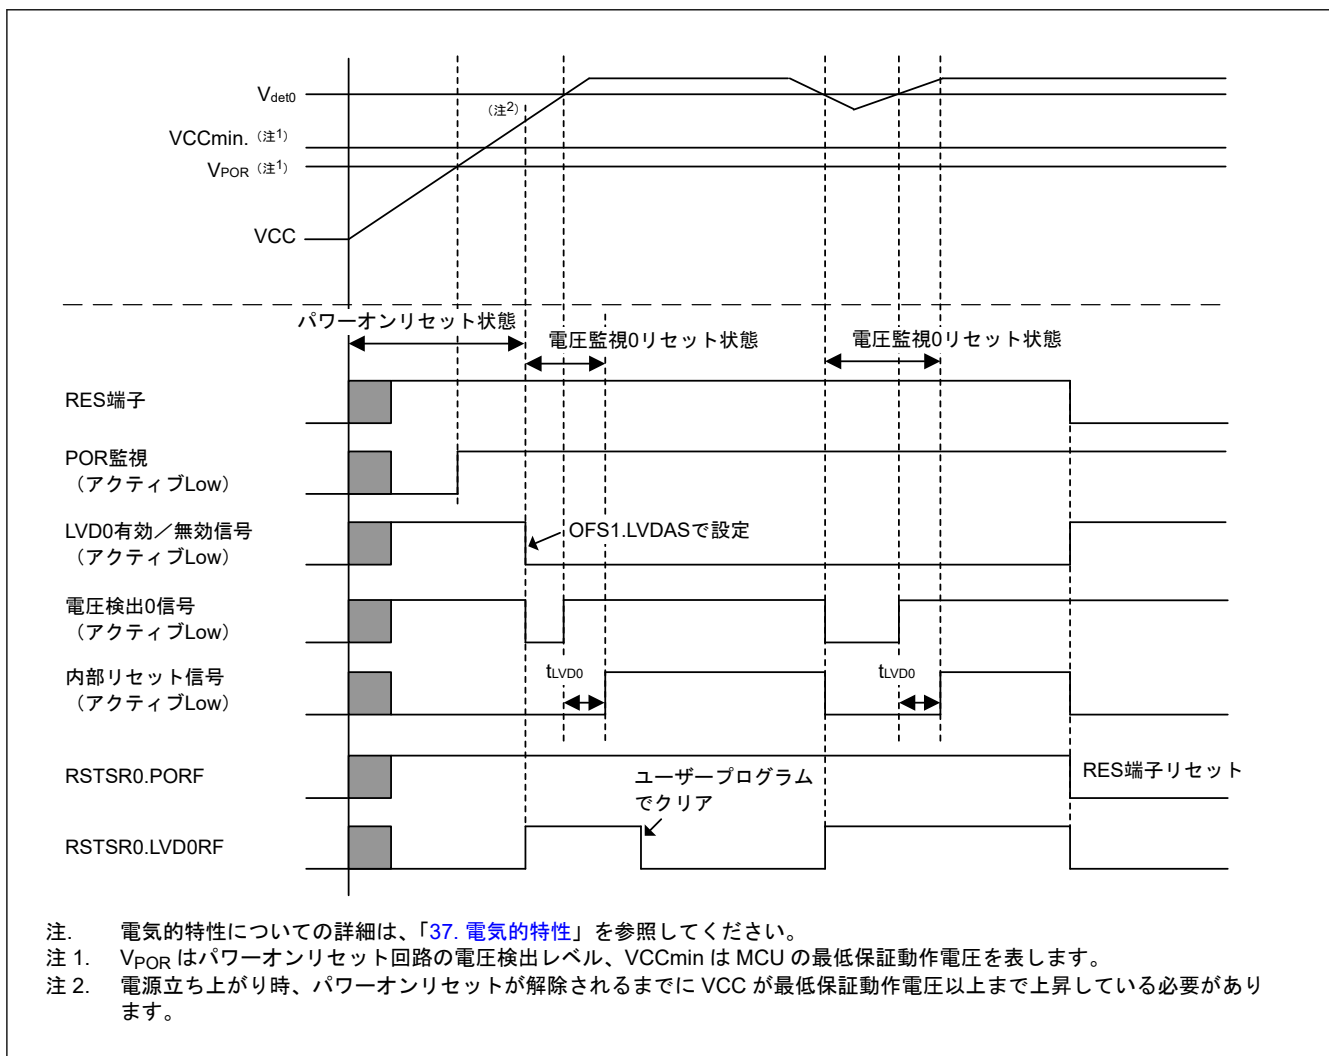 Vdet0
（注2）
VCCmin.（注1）
VPOR（注1）
VCC
パワーオンリセット状態
電圧監視0リセット状態
電圧監視0リセット状態
RES端子
POR監視
（アクティブLow）
LVD0有効／無効信号
（アクティブLow）
OFS1.LVDASで設定
電圧検出0信号
（アクティブLow）
内部リセット信号
（アクティブLow）
tLVD0
tLVD0
RSTSR0.PORF
ユーザープログラム
でクリア
RES端子リセット
RSTSR0.LVD0RF
注. 電気的特性についての詳細は、「37. 電気的特性」を参照してください。
注 1. VPOR はパワーオンリセット回路の電圧検出レベル、VCCmin は MCU の最低保証動作電圧を表します。
注 2. 電源立ち上がり時、パワーオンリセットが解除されるまでに VCC が最低保証動作電圧以上まで上昇している必要があり
ます。